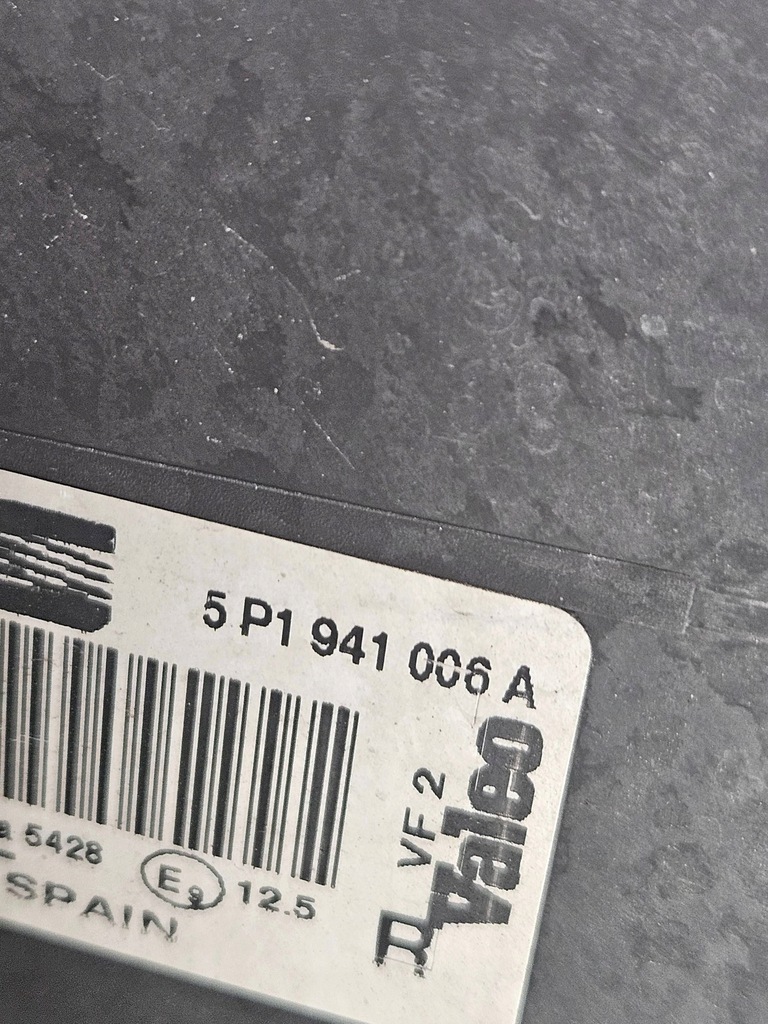 5 P1 941 006 A
VF 2
Valeo
R
a 5428
E9 12.5
SPAIN